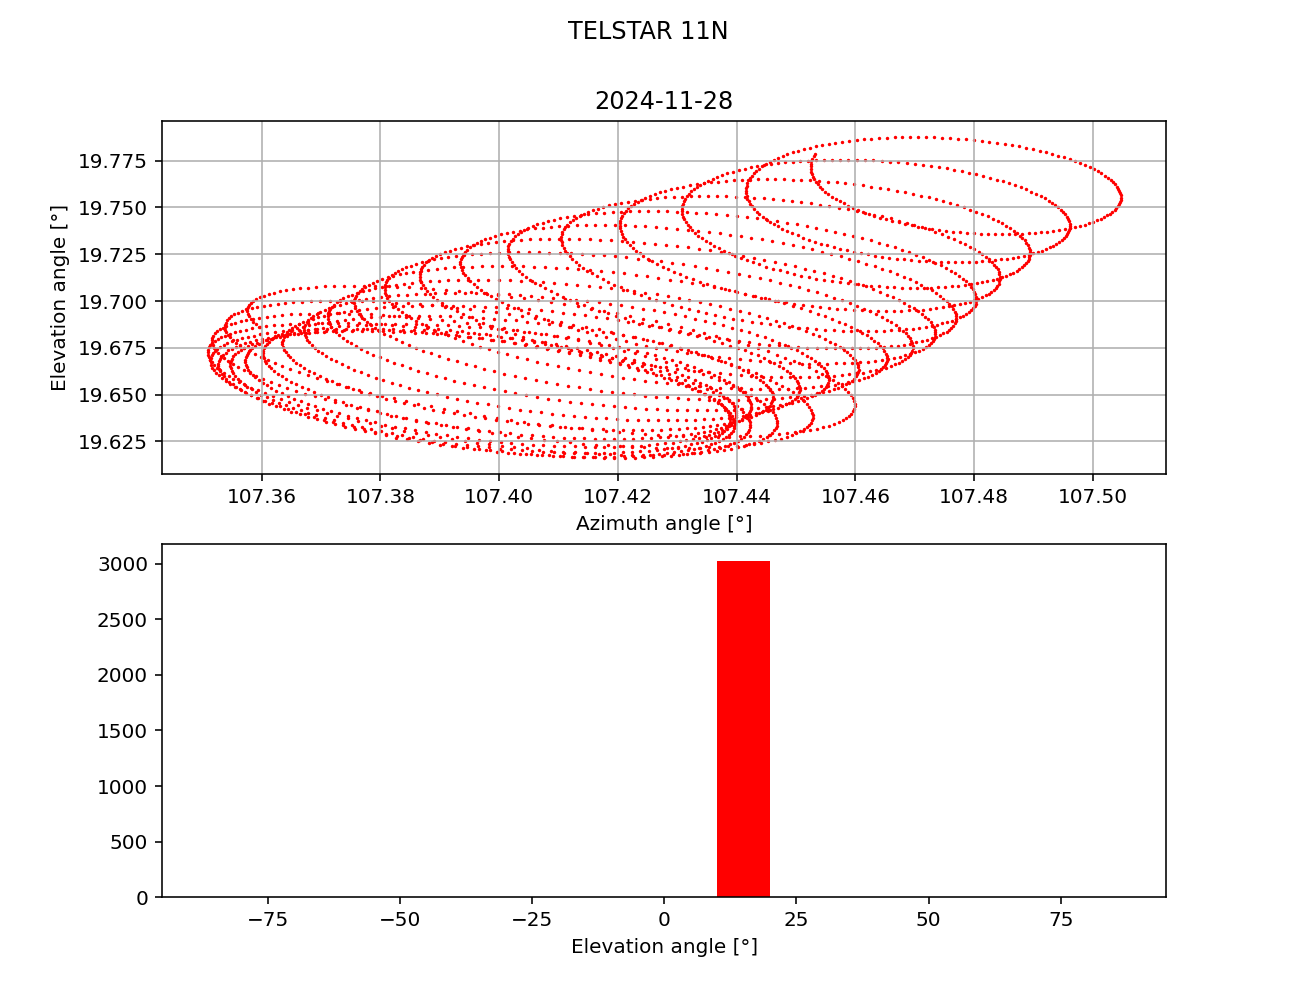 TELSTAR 11N
2024-11-28
19.775
19.750
19.725
19.700
19.675
19.650
19.625
Elevation angle [°]
107.36 107.38 107.40 107.42 107.44 107.46 107.48 107.50
Azimuth angle [°]
3000
2500
2000
1500
1000
500
0
−75 −50 −25 0 25 50 75
Elevation angle [°]